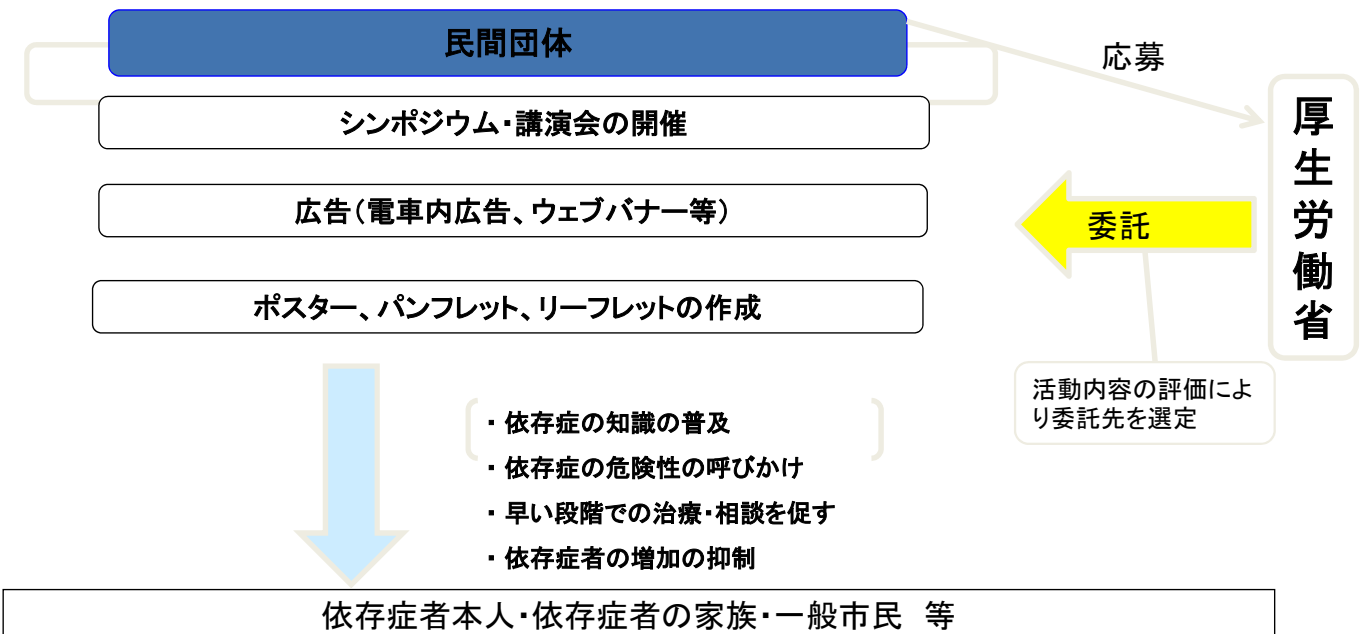 民間団体
応募
厚生労働省
シンポジウム・講演会の開催
広告（電車内広告、ウェブバナー等）
委託
ポスター、パンフレット、リーフレットの作成
活動内容の評価によ
り委託先を選定
・依存症の知識の普及
・依存症の危険性の呼びかけ
・早い段階での治療・相談を促す
・依存症者の増加の抑制
依存症者本人・依存症者の家族・一般市民　等